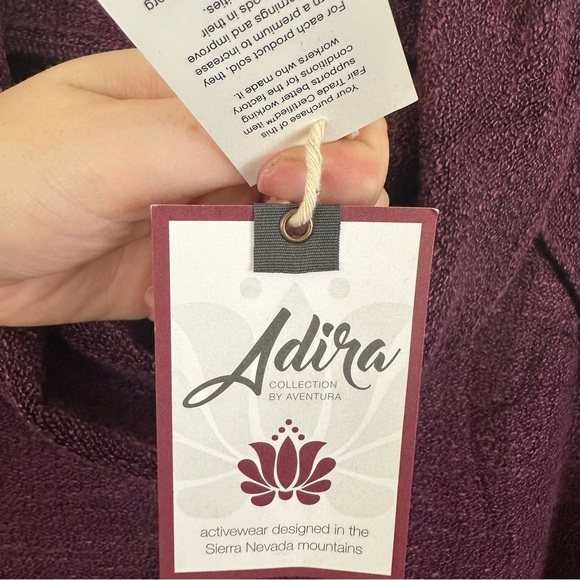 Your purchase of this
Fair Trade Certified™ item
supports better working
conditions for the factory
workers who made it.
For each product sold, they
a premium to increase
and improve
in their
Adira
COLLECTION
BY AVENTURA
activewear designed in the
Sierra Nevada mountains